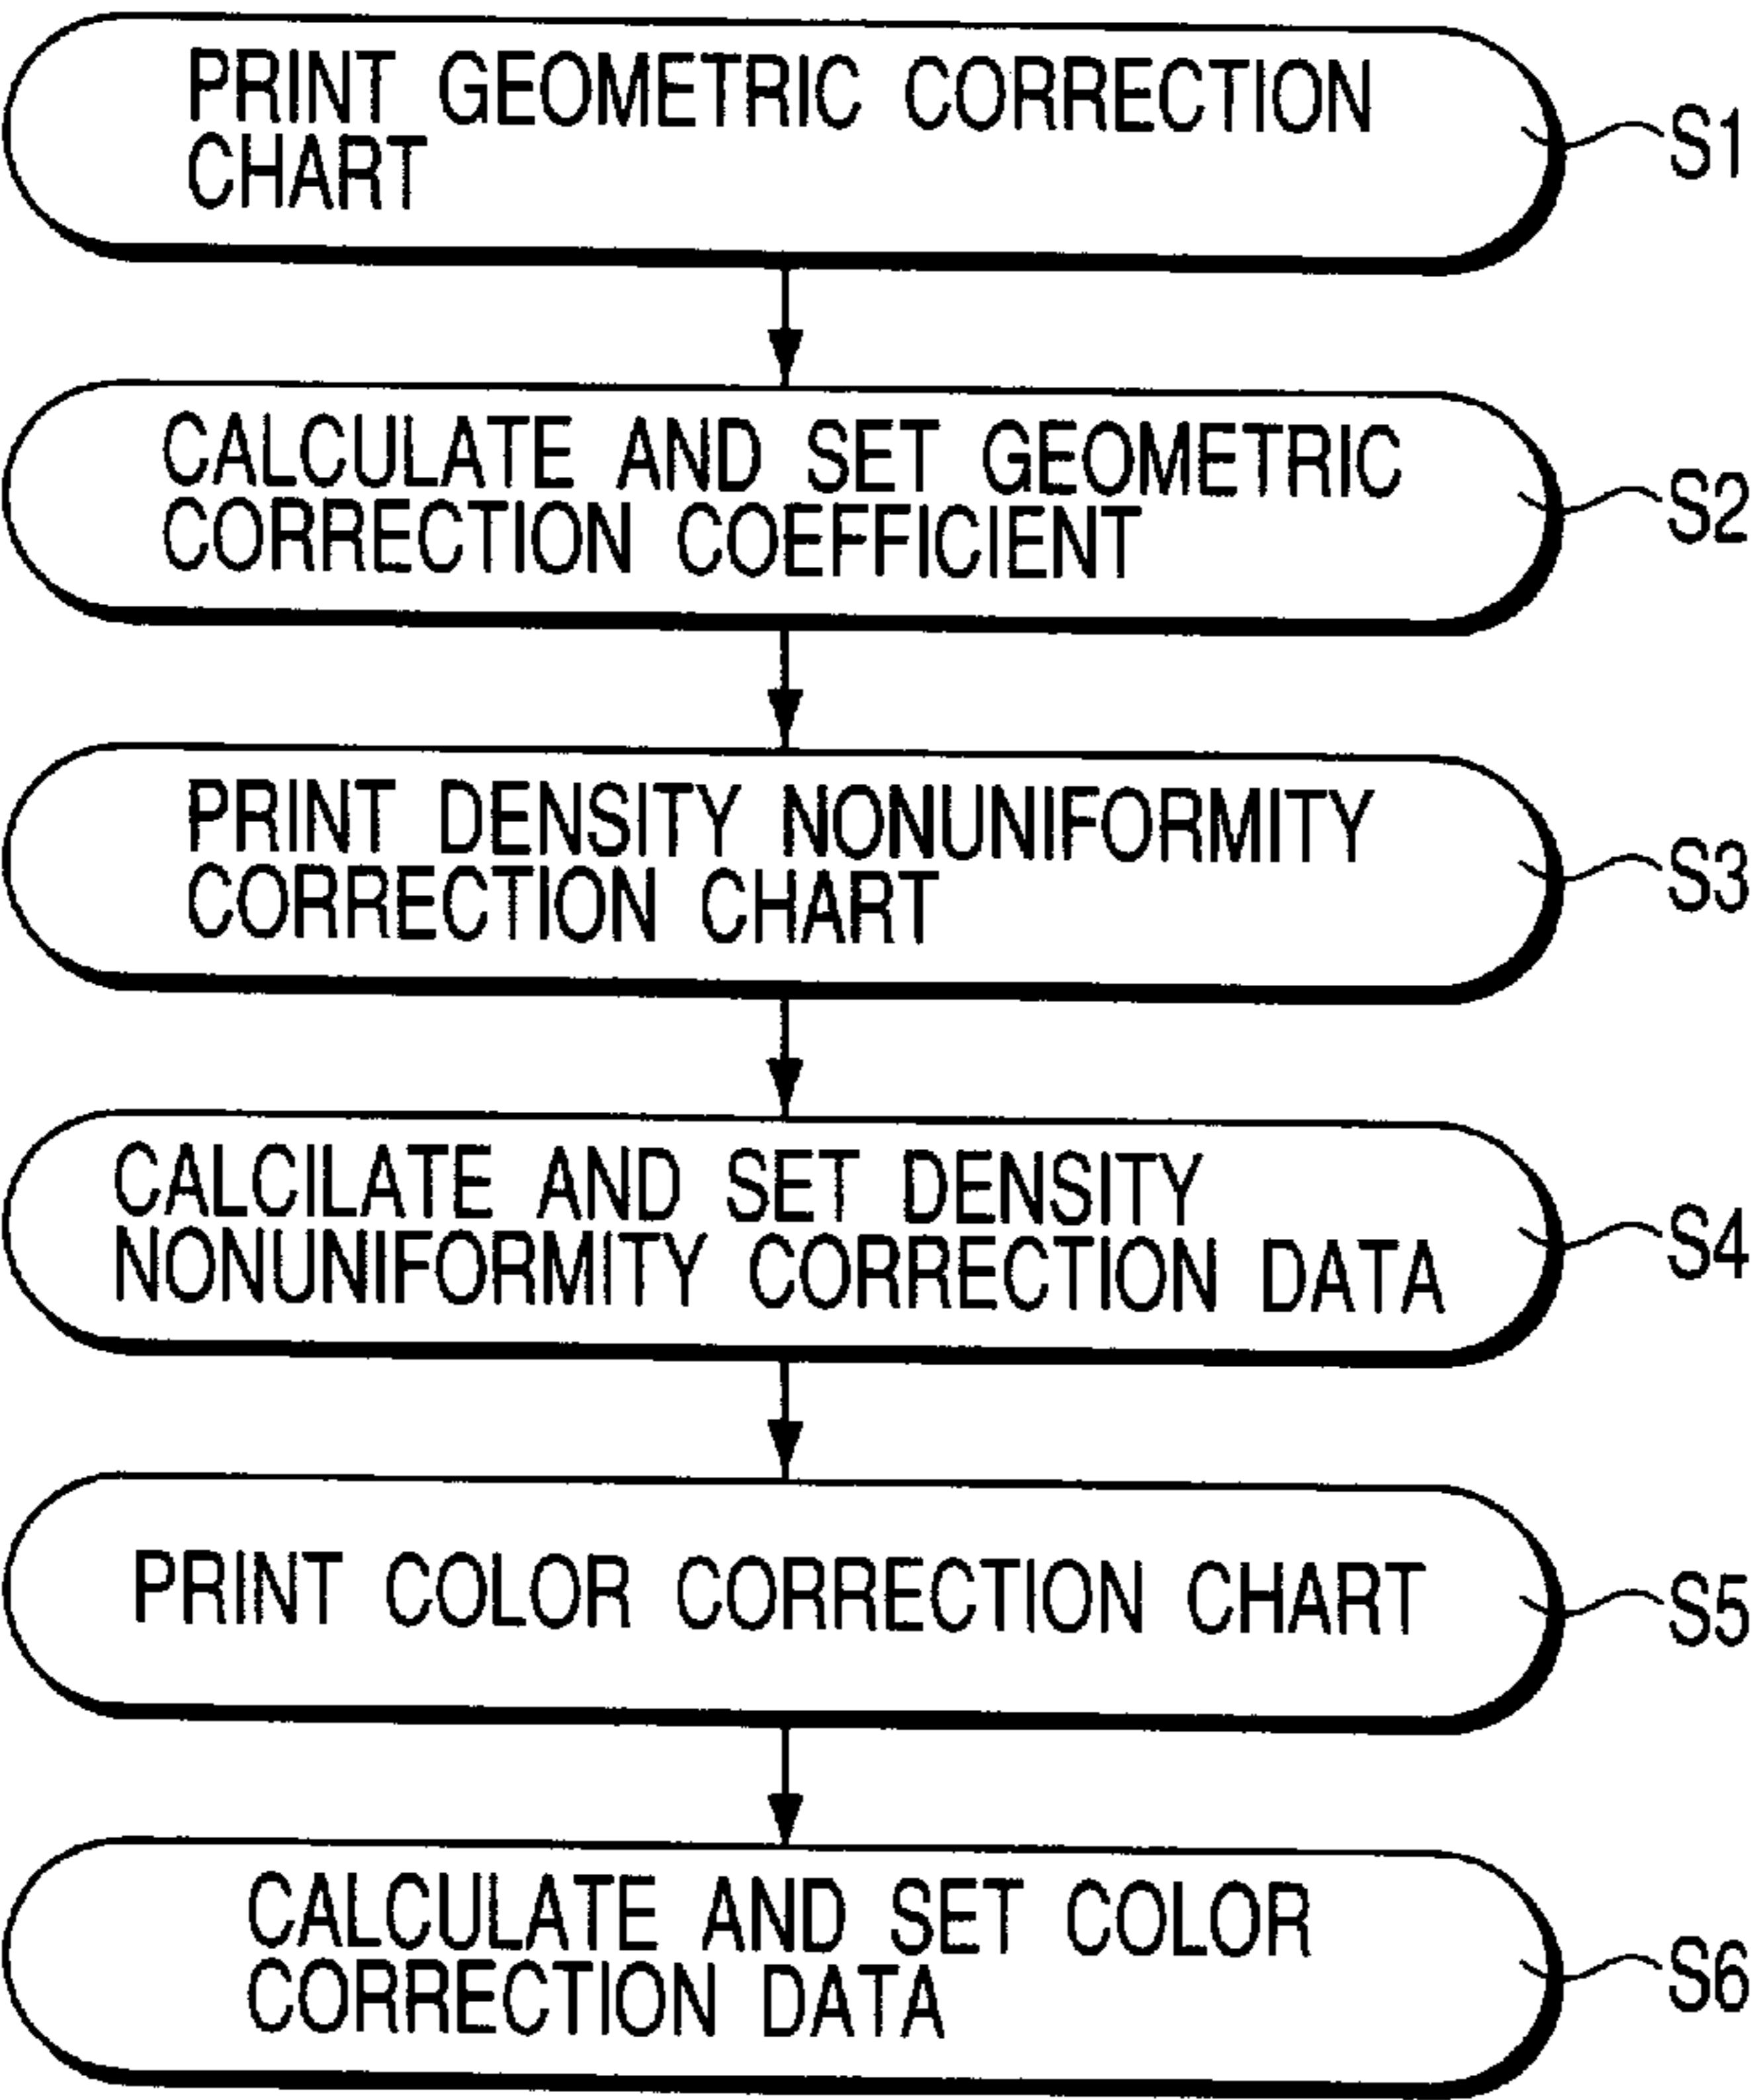 PRINT GEOMETRIC CORRECTION
CHART
S1
CALCULATE AND SET GEOMETRIC
CORRECTION COEFFICIENT
S2
PRINT DENSITY NONUNIFORMITY
CORRECTION CHART
S3
CALCILATE AND SET DENSITY
NONUNIFORMITY CORRECTION DATA
S4
PRINT COLOR CORRECTION CHART
S5
CALCULATE AND SET COLOR
CORRECTION DATA
S6